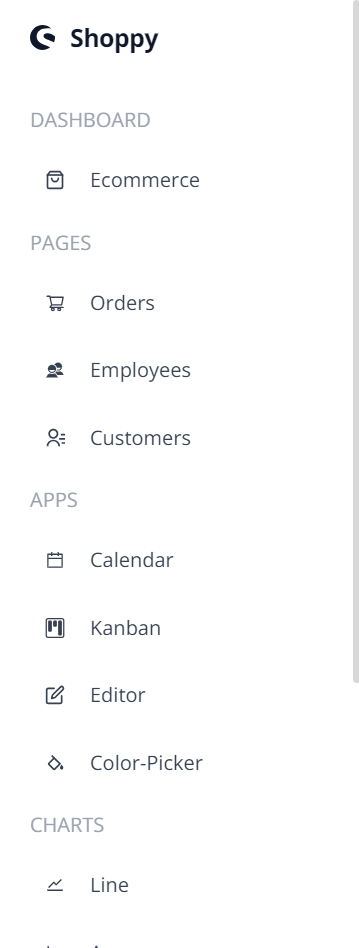 Shoppy
DASHBOARD
Ecommerce
PAGES
Orders
Employees
Customers
APPS
Calendar
Kanban
Editor
Color-Picker
CHARTS
Line